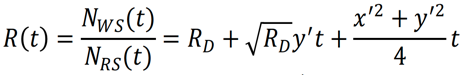 R(t) = N_WS(t) / N_RS(t) = R_D + √R_D y′t + (x′² + y′²) / 4 t